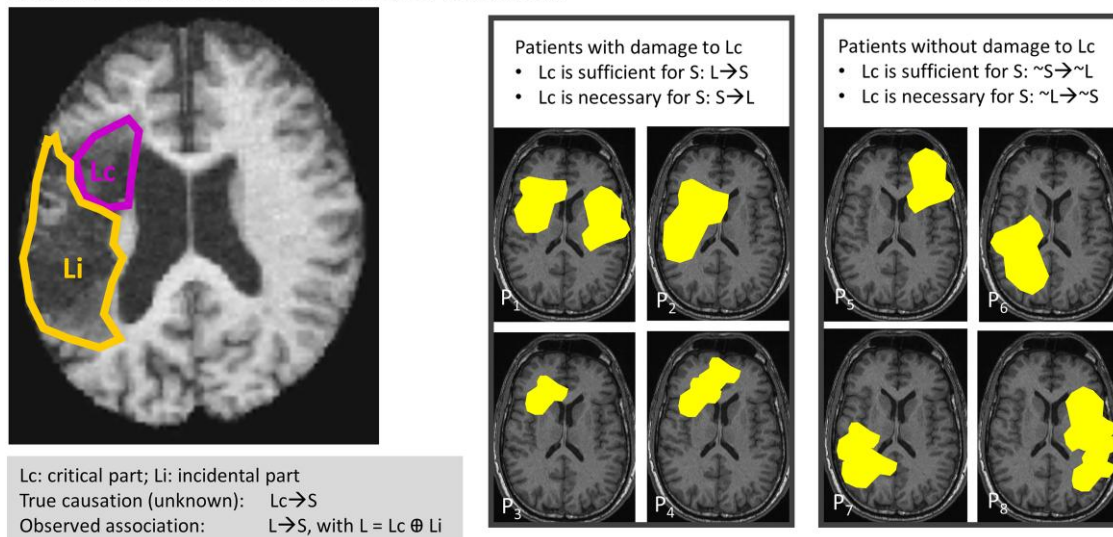 Lc
Li
Lc: critical part; Li: incidental part
True causation (unknown): Lc→S
Observed association: L→S, with L = Lc ⊕ Li
Patients with damage to Lc
• Lc is sufficient for S: L→S
• Lc is necessary for S: S→L
P1
P2
P3
P4
Patients without damage to Lc
• Lc is sufficient for S: ~S→~L
• Lc is necessary for S: ~L→~S
P5
P6
P7
P8